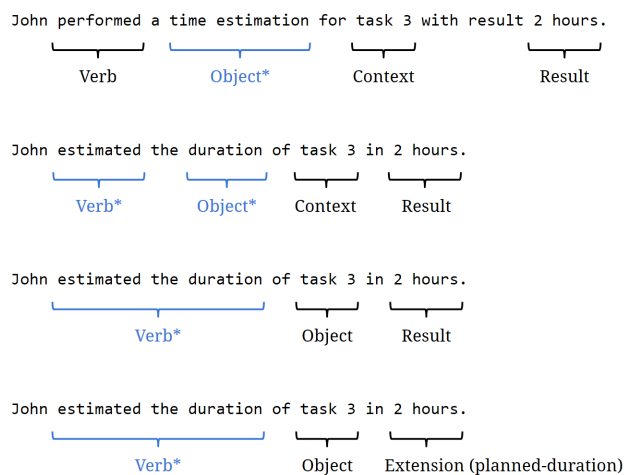 John performed a time estimation for task 3 with result 2 hours.
Verb Object* Context Result
John estimated the duration of task 3 in 2 hours.
Verb* Object* Context Result
John estimated the duration of task 3 in 2 hours.
Verb* Object Result
John estimated the duration of task 3 in 2 hours.
Verb* Object Extension (planned-duration)